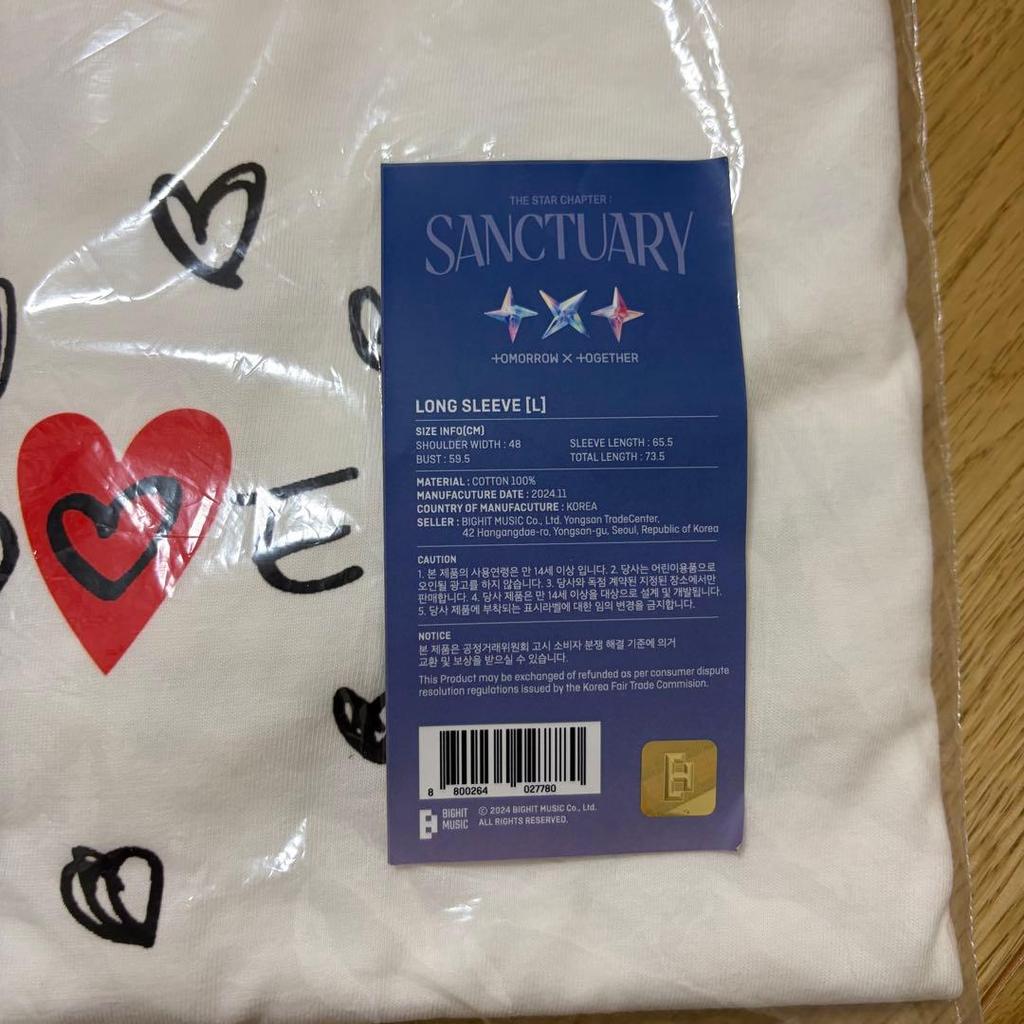 THE STAR CHAPTER :
SANCTUARY
TOMORROW X TOGETHER
LONG SLEEVE [L]
SIZE INFO(CM)
SHOULDER WIDTH : 48 SLEEVE LENGTH : 65.5
BUST : 59.5 TOTAL LENGTH : 73.5
MATERIAL : COTTON 100%
MANUFACUTURE DATE : 2024.11
COUNTRY OF MANUFACUTURE : KOREA
SELLER : BIGHIT MUSIC Co., Ltd. Yongsan TradeCenter,
42 Hangangdae-ro, Yongsan-gu, Seoul, Republic of Korea
CAUTION
1. 본 제품의 사용연령은 만 14세 이상 입니다. 2. 당사는 어린이용품으로
오인될 광고를 하지 않습니다. 3. 당사와 독점 계약된 지정된 장소에서만
판매합니다. 4. 당사 제품은 만 14세 이상을 대상으로 설계 및 개발됩니다.
5. 당사 제품에 부착되는 표시라벨에 대한 임의 변경을 금지합니다.
NOTICE
본 제품은 공정거래위원회 고시 소비자 분쟁 해결 기준에 의거
교환 및 보상을 받으실 수 있습니다.
This Product may be exchanged of refunded as per consumer dispute
resolution regulations issued by the Korea Fair Trade Commision.
8 800264 027780
BIGHIT MUSIC
© 2024 BIGHIT MUSIC Co., Ltd.
ALL RIGHTS RESERVED.